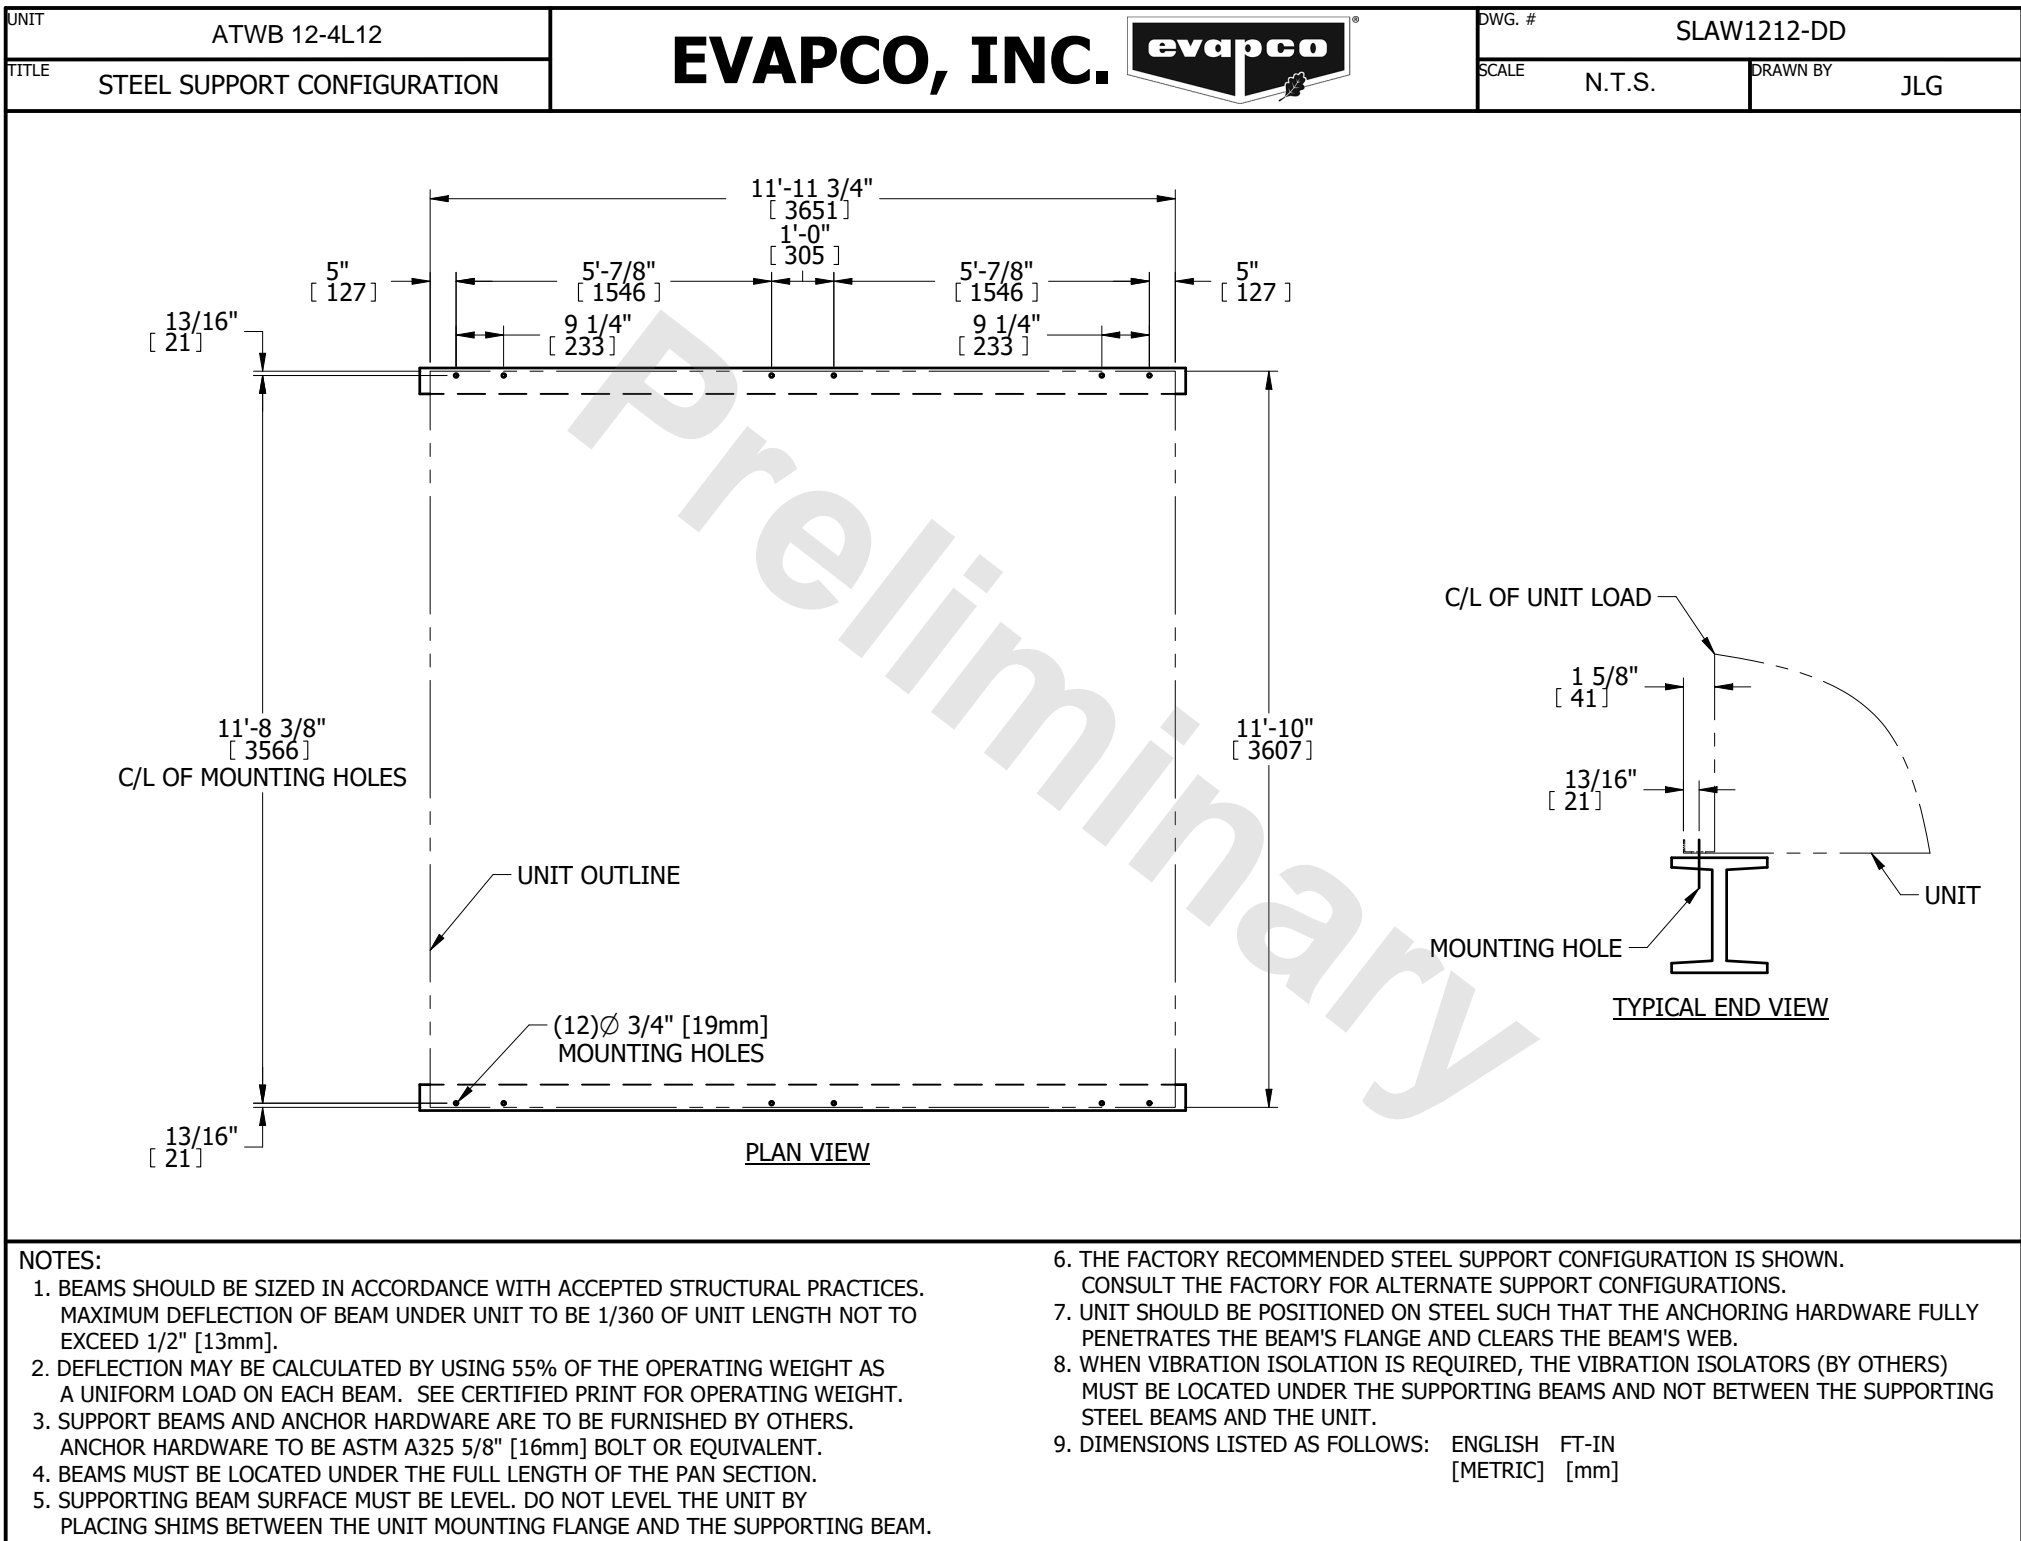 UNIT
ATWB 12-4L12
TITLE
STEEL SUPPORT CONFIGURATION
EVAPCO, INC.
evapco
®
DWG. #
SLAW1212-DD
SCALE
N.T.S.
DRAWN BY
JLG
11'-11 3/4"
[ 3651]
1'-0"
[ 305 ]
5"
[ 127]
5'-7/8"
[ 1546 ]
5'-7/8"
[ 1546 ]
5"
[ 127 ]
13/16"
[ 21]
9 1/4"
[ 233]
9 1/4"
[ 233 ]
Preliminary
11'-8 3/8"
[ 3566]
C/L OF MOUNTING HOLES
11'-10"
[ 3607]
UNIT OUTLINE
(12)∅ 3/4" [19mm]
MOUNTING HOLES
13/16"
[ 21]
PLAN VIEW
C/L OF UNIT LOAD
1 5/8"
[ 41]
13/16"
[ 21]
UNIT
MOUNTING HOLE
TYPICAL END VIEW
NOTES:
1. BEAMS SHOULD BE SIZED IN ACCORDANCE WITH ACCEPTED STRUCTURAL PRACTICES.
MAXIMUM DEFLECTION OF BEAM UNDER UNIT TO BE 1/360 OF UNIT LENGTH NOT TO
EXCEED 1/2" [13mm].
2. DEFLECTION MAY BE CALCULATED BY USING 55% OF THE OPERATING WEIGHT AS
A UNIFORM LOAD ON EACH BEAM. SEE CERTIFIED PRINT FOR OPERATING WEIGHT.
3. SUPPORT BEAMS AND ANCHOR HARDWARE ARE TO BE FURNISHED BY OTHERS.
ANCHOR HARDWARE TO BE ASTM A325 5/8" [16mm] BOLT OR EQUIVALENT.
4. BEAMS MUST BE LOCATED UNDER THE FULL LENGTH OF THE PAN SECTION.
5. SUPPORTING BEAM SURFACE MUST BE LEVEL. DO NOT LEVEL THE UNIT BY
PLACING SHIMS BETWEEN THE UNIT MOUNTING FLANGE AND THE SUPPORTING BEAM.
6. THE FACTORY RECOMMENDED STEEL SUPPORT CONFIGURATION IS SHOWN.
CONSULT THE FACTORY FOR ALTERNATE SUPPORT CONFIGURATIONS.
7. UNIT SHOULD BE POSITIONED ON STEEL SUCH THAT THE ANCHORING HARDWARE FULLY
PENETRATES THE BEAM'S FLANGE AND CLEARS THE BEAM'S WEB.
8. WHEN VIBRATION ISOLATION IS REQUIRED, THE VIBRATION ISOLATORS (BY OTHERS)
MUST BE LOCATED UNDER THE SUPPORTING BEAMS AND NOT BETWEEN THE SUPPORTING
STEEL BEAMS AND THE UNIT.
9. DIMENSIONS LISTED AS FOLLOWS: ENGLISH FT-IN
[METRIC] [mm]